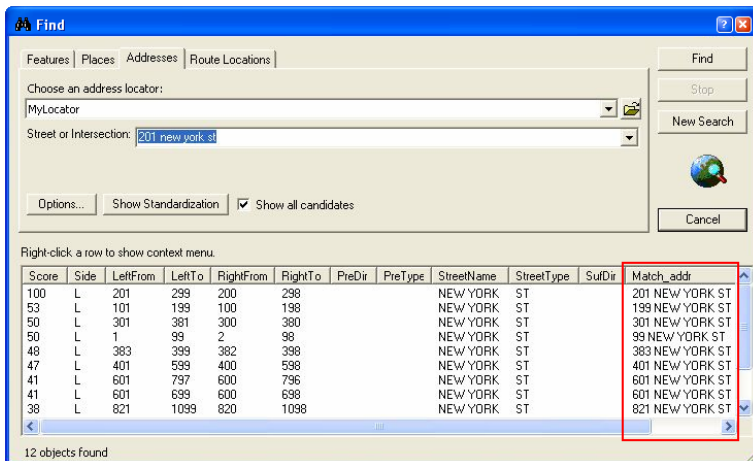 Find
Features Places Addresses Route Locations
Find
Choose an address locator:
Stop
MyLocator
New Search
Street or Intersection: 201 new york st
Options... Show Standardization Show all candidates
Cancel
Right-click a row to show context menu.
Score Side LeftFrom LeftTo RightFrom RightTo PreDir PreType StreetName StreetType SufDir Match_addr
100 L 201 299 200 298 NEW YORK ST 201 NEW YORK ST
53 L 101 199 100 198 NEW YORK ST 199 NEW YORK ST
50 L 301 381 300 380 NEW YORK ST 301 NEW YORK ST
50 L 1 99 2 98 NEW YORK ST 99 NEW YORK ST
48 L 383 399 382 398 NEW YORK ST 383 NEW YORK ST
47 L 401 599 400 598 NEW YORK ST 401 NEW YORK ST
41 L 601 797 600 796 NEW YORK ST 601 NEW YORK ST
41 L 601 699 600 698 NEW YORK ST 601 NEW YORK ST
38 L 821 1099 820 1098 NEW YORK ST 821 NEW YORK ST
12 objects found